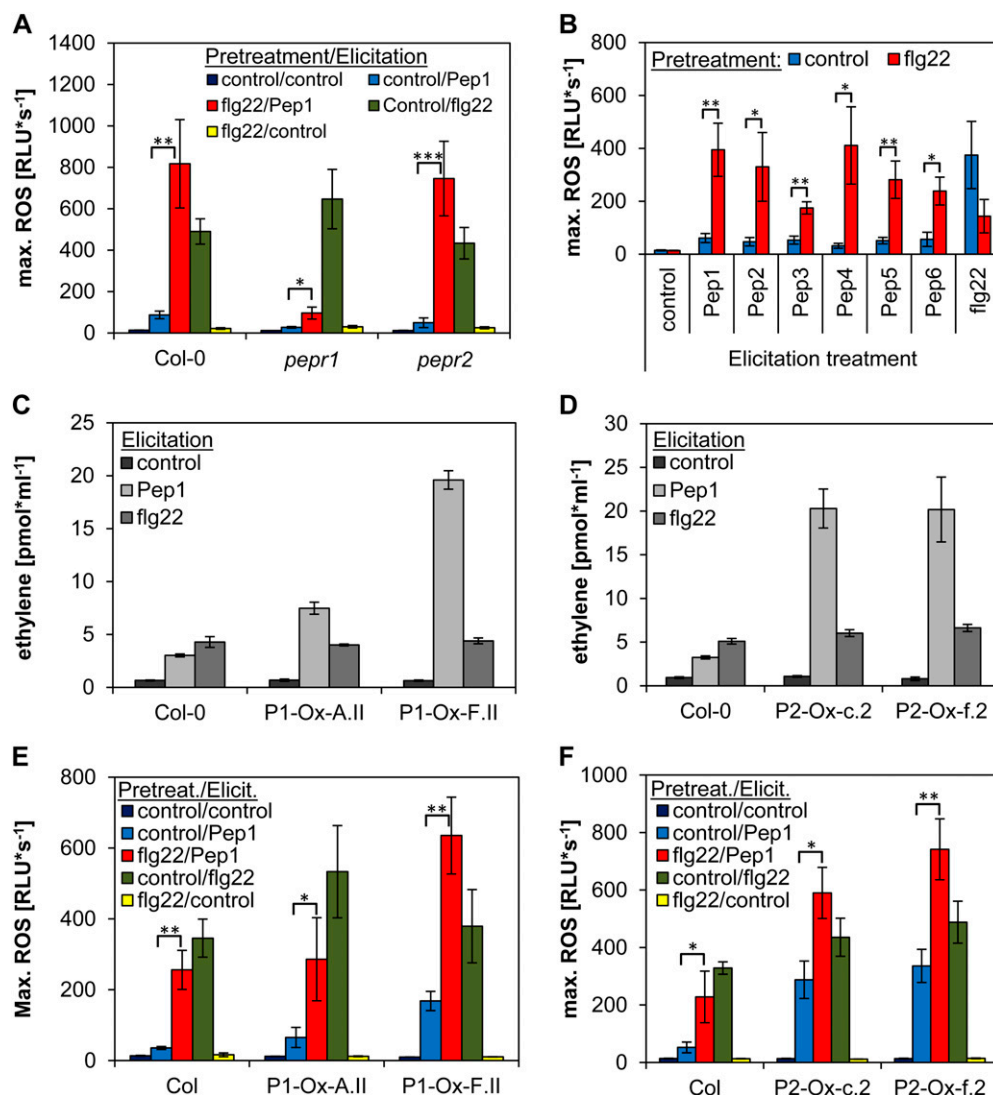 A
max. ROS [RLU*s-1]
1400
1200
1000
800
600
400
200
0
Pretreatment/Elicitation
control/control
control/Pep1
flg22/Pep1
Control/flg22
flg22/control
**
*
***
Col-0
pepr1
pepr2
B
max. ROS [RLU*s-1]
800
600
400
200
0
Pretreatment: control flg22
**
*
**
*
**
*
control
Pep1
Pep2
Pep3
Pep4
Pep5
Pep6
flg22
Elicitation treatment
C
ethylene [pmol*ml-1]
25
20
15
10
5
0
Elicitation
control
Pep1
flg22
Col-0
P1-Ox-A.II
P1-Ox-F.II
D
ethylene [pmol*ml-1]
30
25
20
15
10
5
0
Elicitation
control
Pep1
flg22
Col-0
P2-Ox-c.2
P2-Ox-f.2
E
Max. ROS [RLU*s-1]
800
600
400
200
0
Pretreat./Elicit.
control/control
control/Pep1
flg22/Pep1
control/flg22
flg22/control
**
*
**
Col
P1-Ox-A.II
P1-Ox-F.II
F
max. ROS [RLU*s-1]
1000
800
600
400
200
0
Pretreat./Elicit.
control/control
control/Pep1
flg22/Pep1
control/flg22
flg22/control
*
*
**
Col
P2-Ox-c.2
P2-Ox-f.2